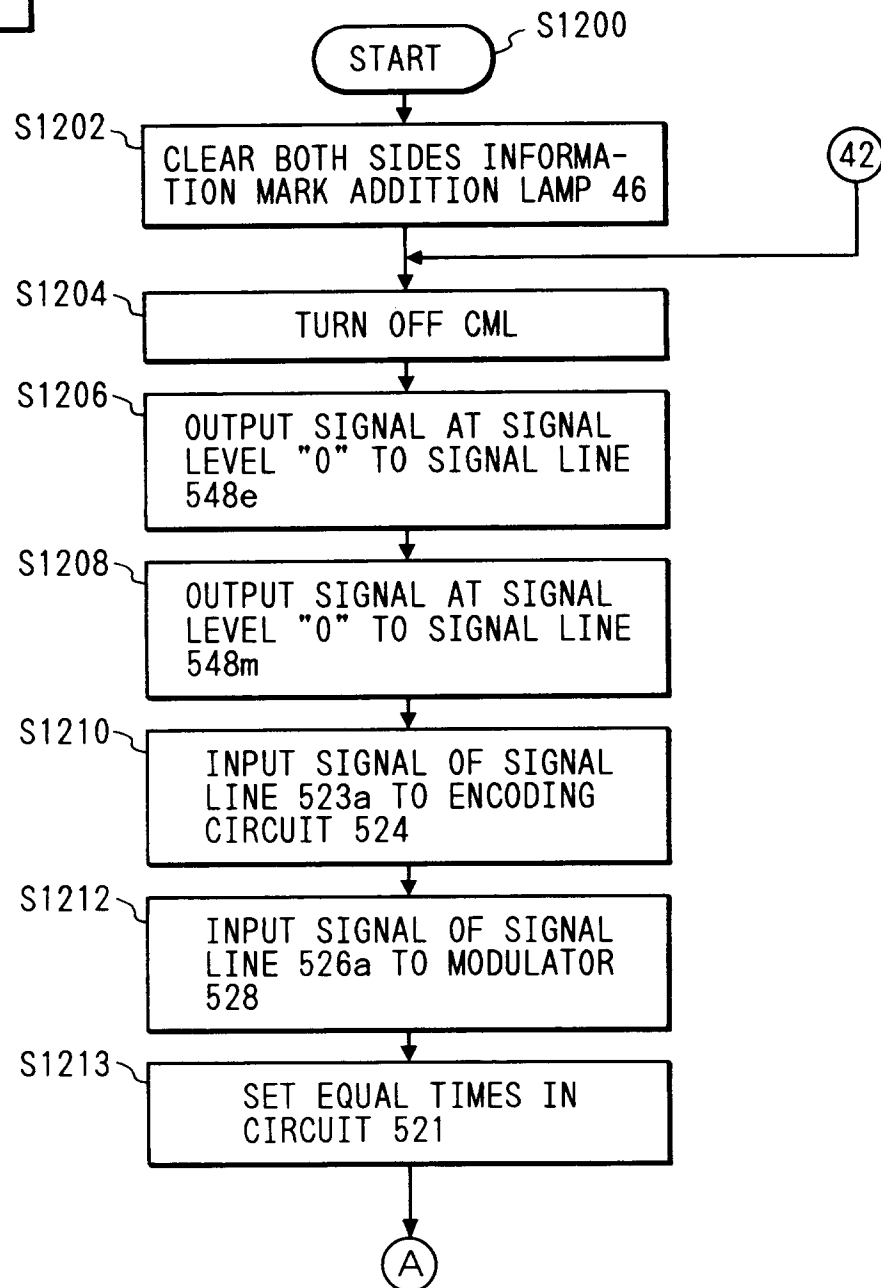 S1200
START
S1202
CLEAR BOTH SIDES INFORMA-
TION MARK ADDITION LAMP 46
42
S1204
TURN OFF CML
S1206
OUTPUT SIGNAL AT SIGNAL
LEVEL "0" TO SIGNAL LINE
548e
S1208
OUTPUT SIGNAL AT SIGNAL
LEVEL "0" TO SIGNAL LINE
548m
S1210
INPUT SIGNAL OF SIGNAL
LINE 523a TO ENCODING
CIRCUIT 524
S1212
INPUT SIGNAL OF SIGNAL
LINE 526a TO MODULATOR
528
S1213
SET EQUAL TIMES IN
CIRCUIT 521
A